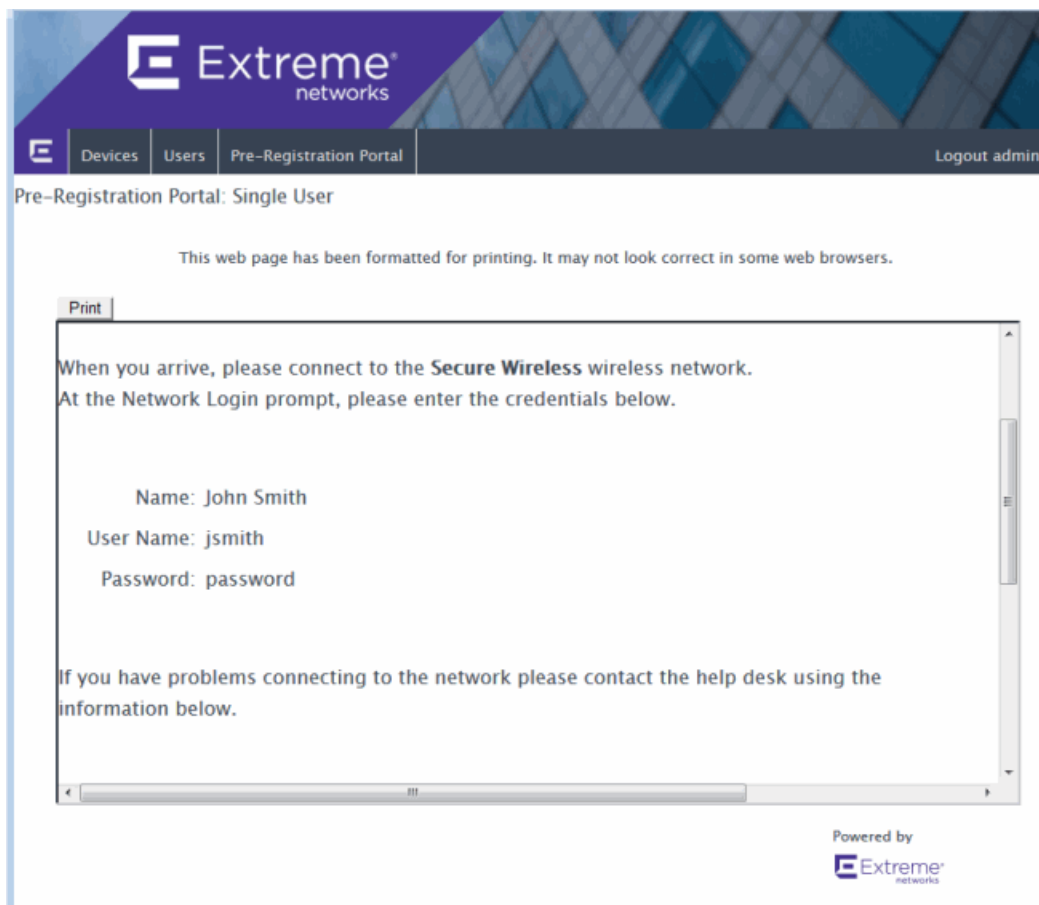 Extreme®
networks
Devices Users Pre-Registration Portal Logout admin
Pre-Registration Portal: Single User
This web page has been formatted for printing. It may not look correct in some web browsers.
Print
When you arrive, please connect to the Secure Wireless wireless network.
At the Network Login prompt, please enter the credentials below.
Name: John Smith
User Name: jsmith
Password: password
If you have problems connecting to the network please contact the help desk using the
information below.
Powered by
Extreme®
networks